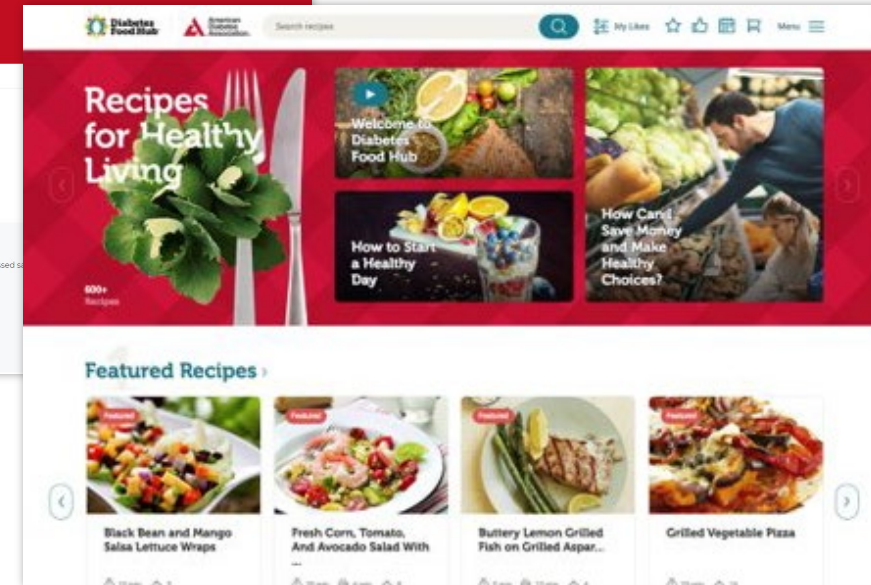 Diabetes
Food Hub
American
Diabetes
Association.
Search recipes
My Likes
Menu
Recipes
for Healthy
Living
600+
Recipes
Welcome to
Diabetes
Food Hub
How to Start
a Healthy
Day
How Can I
Save Money
and Make
Healthy
Choices?
Featured Recipes
Featured
Featured
Featured
Featured
Black Bean and Mango
Salsa Lettuce Wraps
Fresh Corn, Tomato,
And Avocado Salad With
...
Buttery Lemon Grilled
Fish on Grilled Aspar...
Grilled Vegetable Pizza